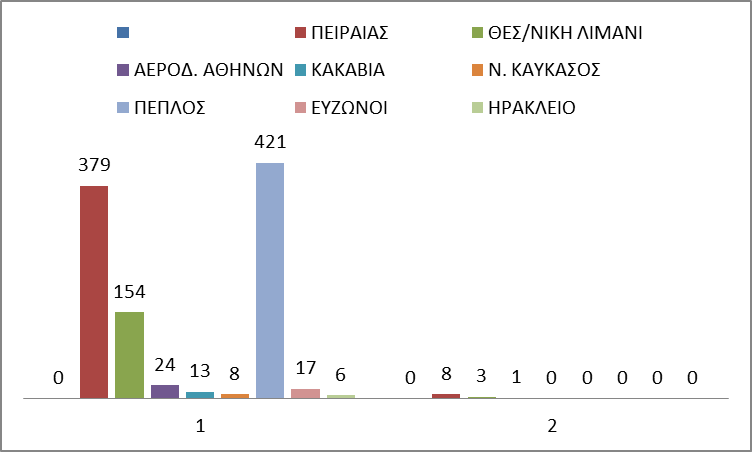 ΠΕΙΡΑΙΑΣ ΘΕΣ/ΝΙΚΗ ΛΙΜΑΝΙ
ΑΕΡΟΔ. ΑΘΗΝΩΝ ΚΑΚΑΒΙΑ Ν. ΚΑΥΚΑΣΟΣ
ΠΕΠΛΟΣ ΕΥΖΩΝΟΙ ΗΡΑΚΛΕΙΟ
421
379
154
0 24 13 8 17 6 0 8 3 1 0 0 0 0 0
1 2